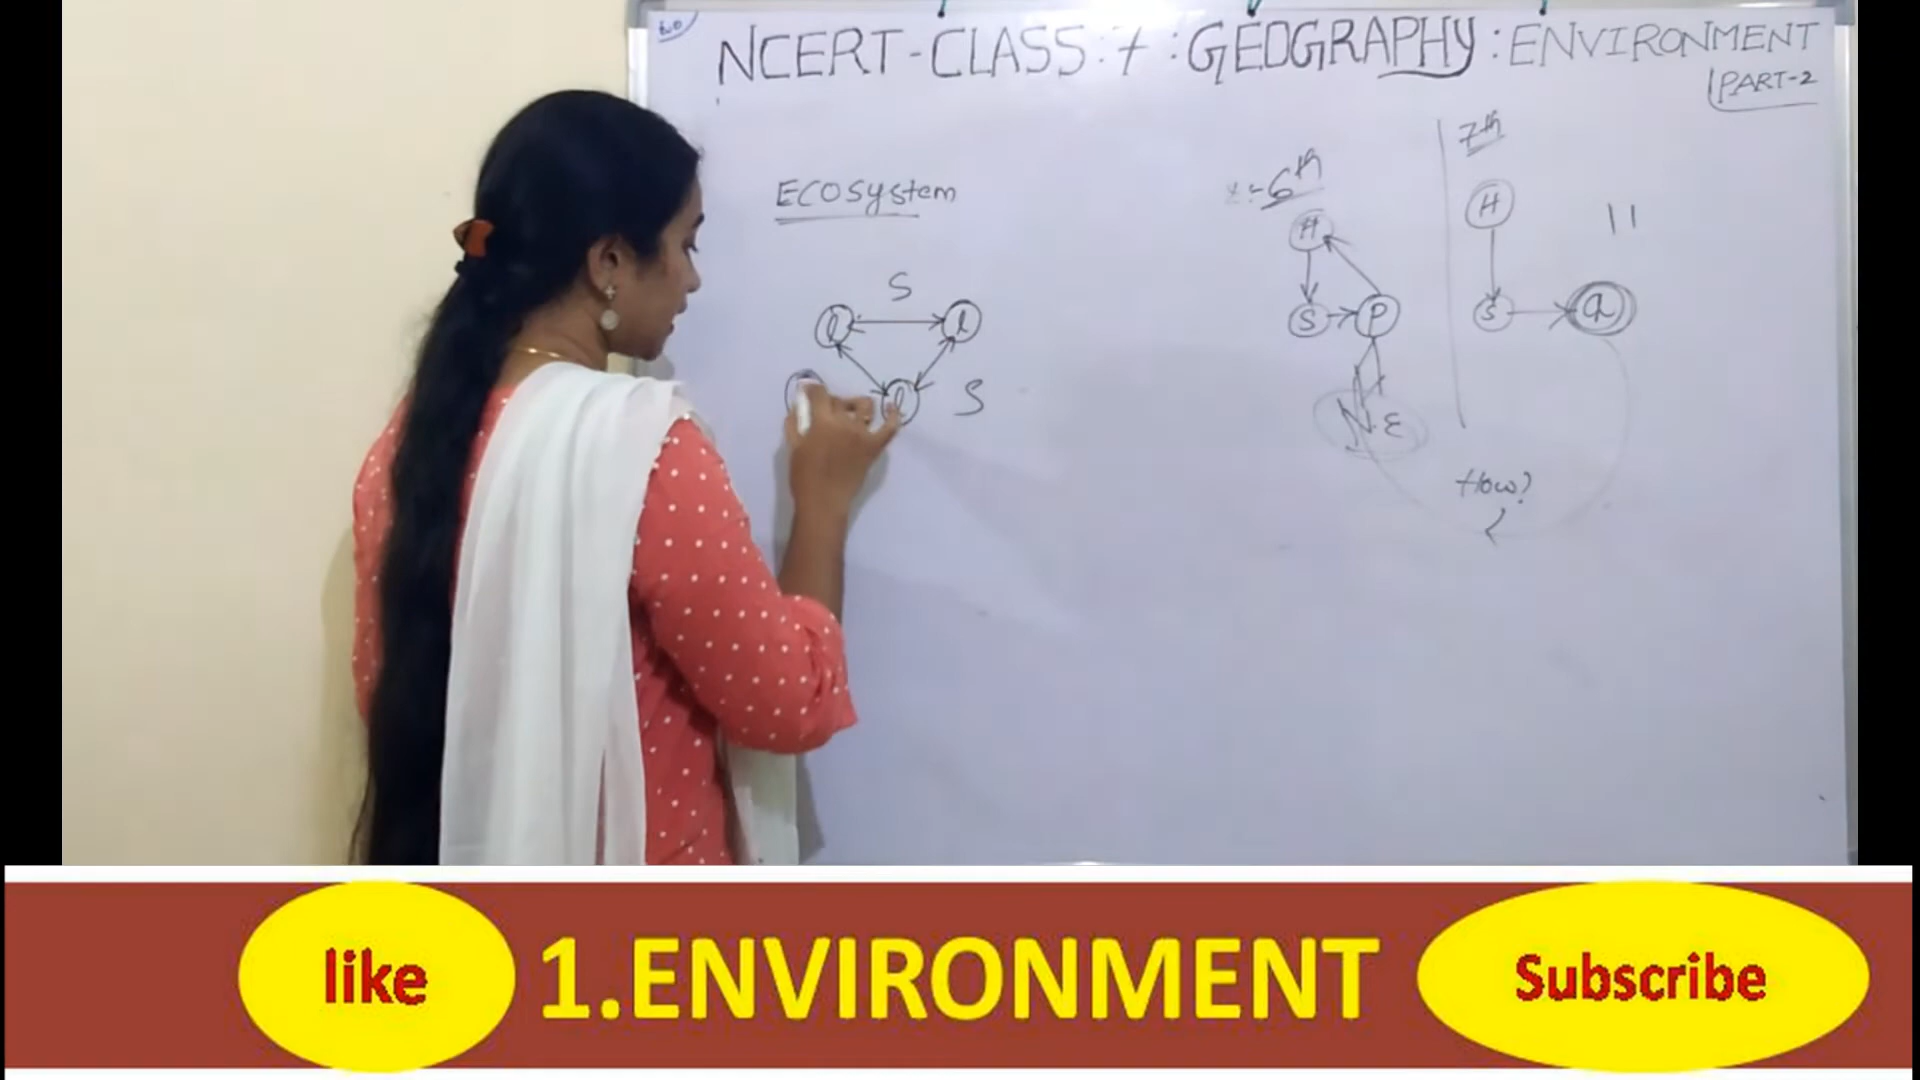 NCERT-CLASS:7:GEOGRAPHY:ENVIRONMENT
PART-2
7th
6th
ECOSystem
H
H
11
S
l
l
S
P
S
a
l
S
NE
How?
like
1.ENVIRONMENT
Subscribe